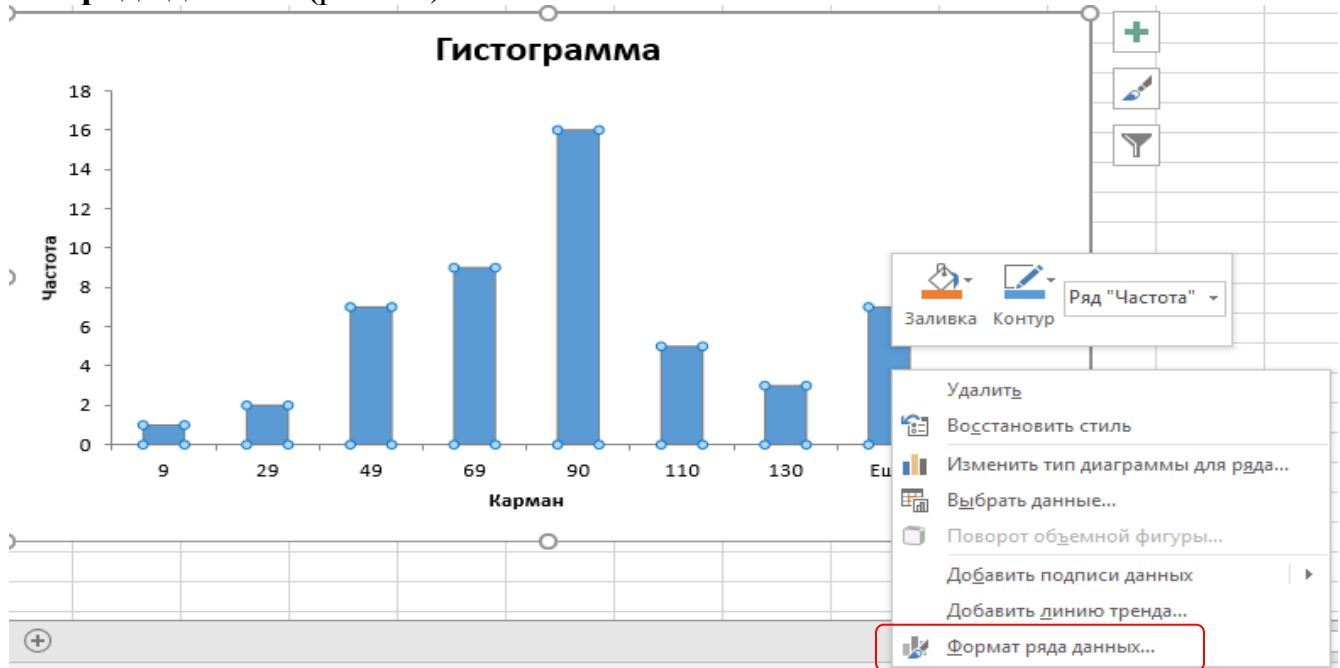 Гистограмма
18
16
14
12
10
8
6
4
2
0
Частота
9 29 49 69 90 110 130
Карман
Заливка Контур Ряд "Частота"
Удалить
Восстановить стиль
Изменить тип диаграммы для ряда...
Выбрать данные...
Поворот объемной фигуры...
Добавить подписи данных
Добавить линию тренда...
Формат ряда данных...